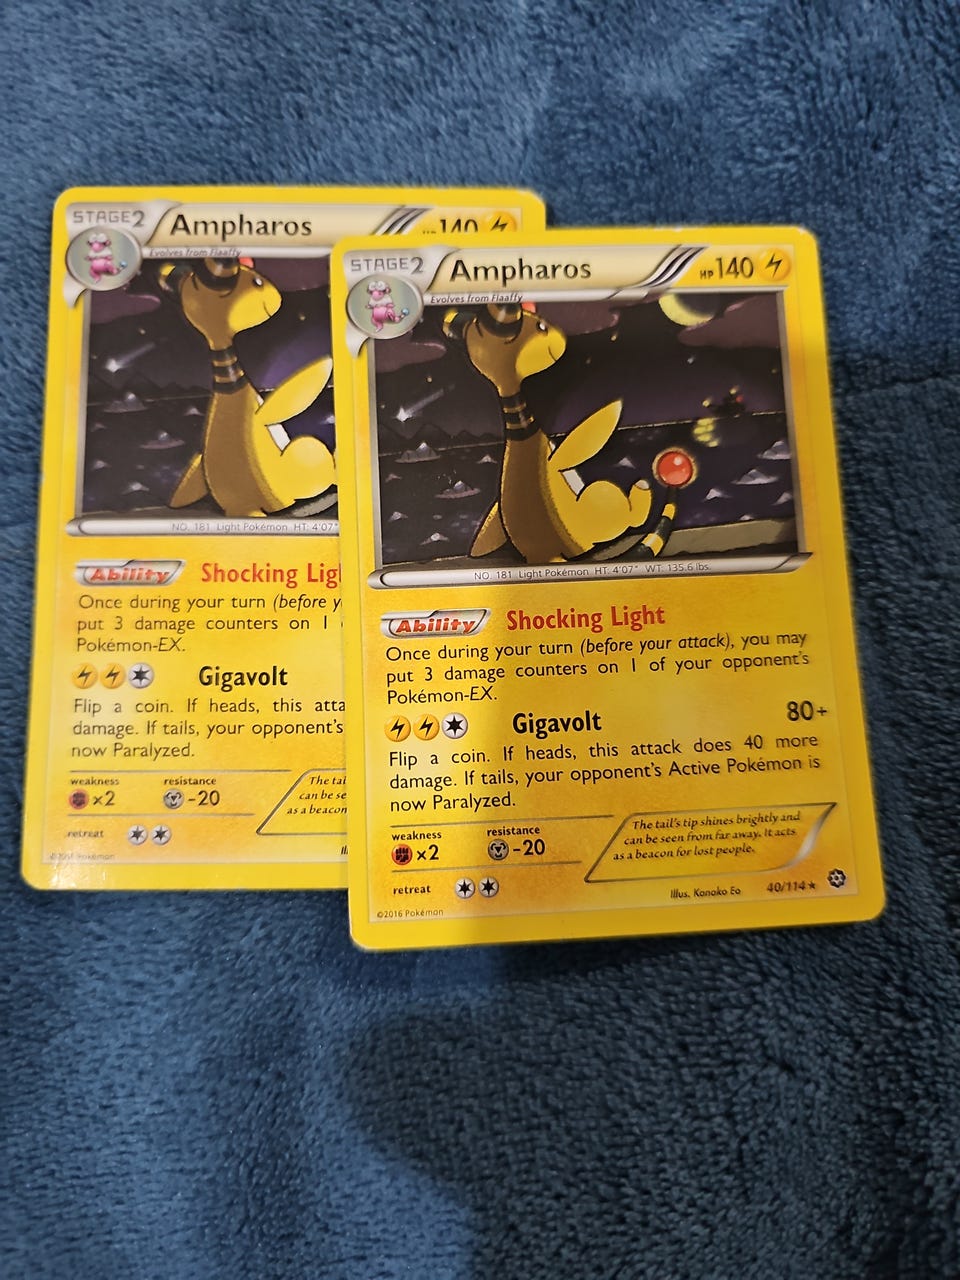 STAGE2 Ampharos HP 140
Evolves from Flaaffy
NO. 181 Light Pokémon HT: 4'07"
Ability Shocking Lig
Once during your turn (before y
put 3 damage counters on 1
Pokémon-EX.
Gigavolt
Flip a coin. If heads, this atta
damage. If tails, your opponent's
now Paralyzed.
weakness resistance
×2 -20
retreat
The tai
can be se
as a beacon
Pokémon
STAGE2 Ampharos HP 140
Evolves from Flaaffy
NO. 181 Light Pokémon HT: 4'07" WT: 135.6 lbs.
Ability Shocking Light
Once during your turn (before your attack), you may
put 3 damage counters on 1 of your opponent's
Pokémon-EX.
Gigavolt 80+
Flip a coin. If heads, this attack does 40 more
damage. If tails, your opponent's Active Pokémon is
now Paralyzed.
weakness resistance
×2 -20
retreat
The tail's tip shines brightly and
can be seen from far away. It acts
as a beacon for lost people.
Illus. Kanako Eo 40/114★
©2016 Pokémon